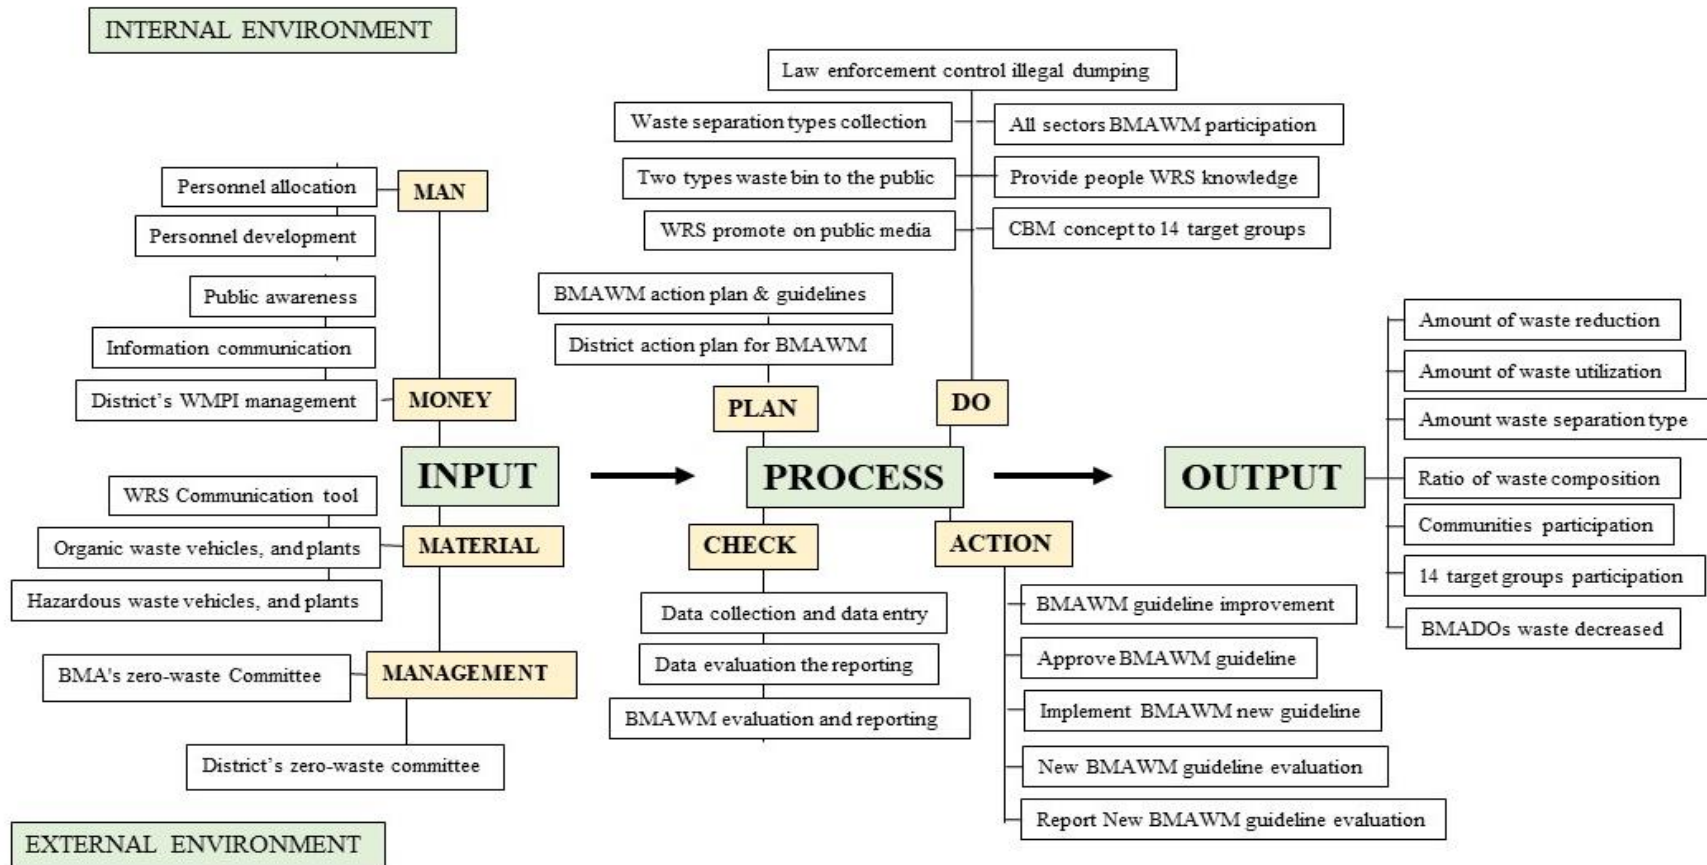 INTERNAL ENVIRONMENT
Law enforcement control illegal dumping
Waste separation types collection
All sectors BMAWM participation
Two types waste bin to the public
Provide people WRS knowledge
WRS promote on public media
CBM concept to 14 target groups
Personnel allocation
MAN
Personnel development
Public awareness
Information communication
District's WMPI management
MONEY
BMAWM action plan & guidelines
District action plan for BMAWM
PLAN
DO
INPUT
PROCESS
OUTPUT
WRS Communication tool
Organic waste vehicles, and plants
MATERIAL
Hazardous waste vehicles, and plants
BMA's zero-waste Committee
MANAGEMENT
District's zero-waste committee
CHECK
Data collection and data entry
Data evaluation the reporting
BMAWM evaluation and reporting
ACTION
BMAWM guideline improvement
Approve BMAWM guideline
Implement BMAWM new guideline
New BMAWM guideline evaluation
Report New BMAWM guideline evaluation
Amount of waste reduction
Amount of waste utilization
Amount waste separation type
Ratio of waste composition
Communities participation
14 target groups participation
BMADOs waste decreased
EXTERNAL ENVIRONMENT